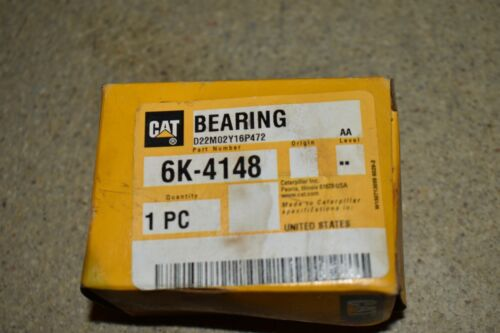 CAT
BEARING
D22M02Y16P472
Part Number
Origin
AA
Level
6K-4148
--
Quantity
1 PC
Caterpillar Inc.
Peoria, Illinois 61629-USA
www.cat.com
Made to Caterpillar
specifications in:
UNITED STATES
CAT